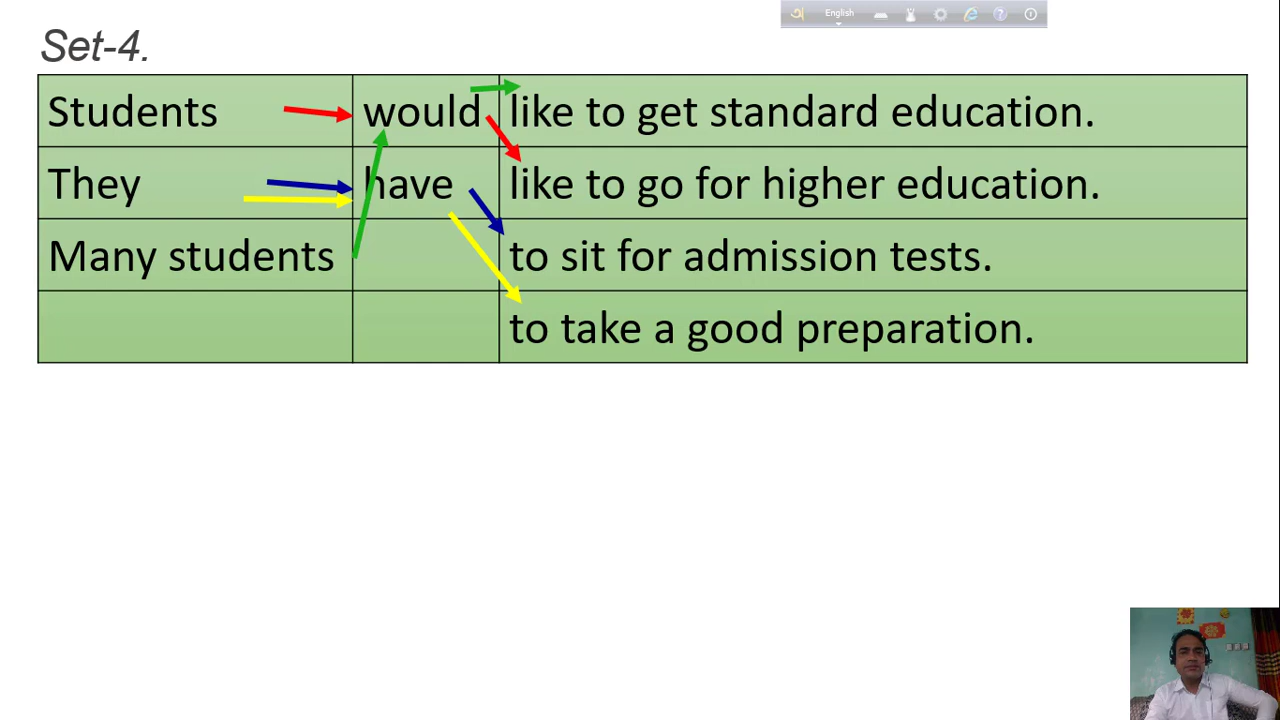 English
Set-4.
Students would like to get standard education.
They have like to go for higher education.
Many students to sit for admission tests.
to take a good preparation.